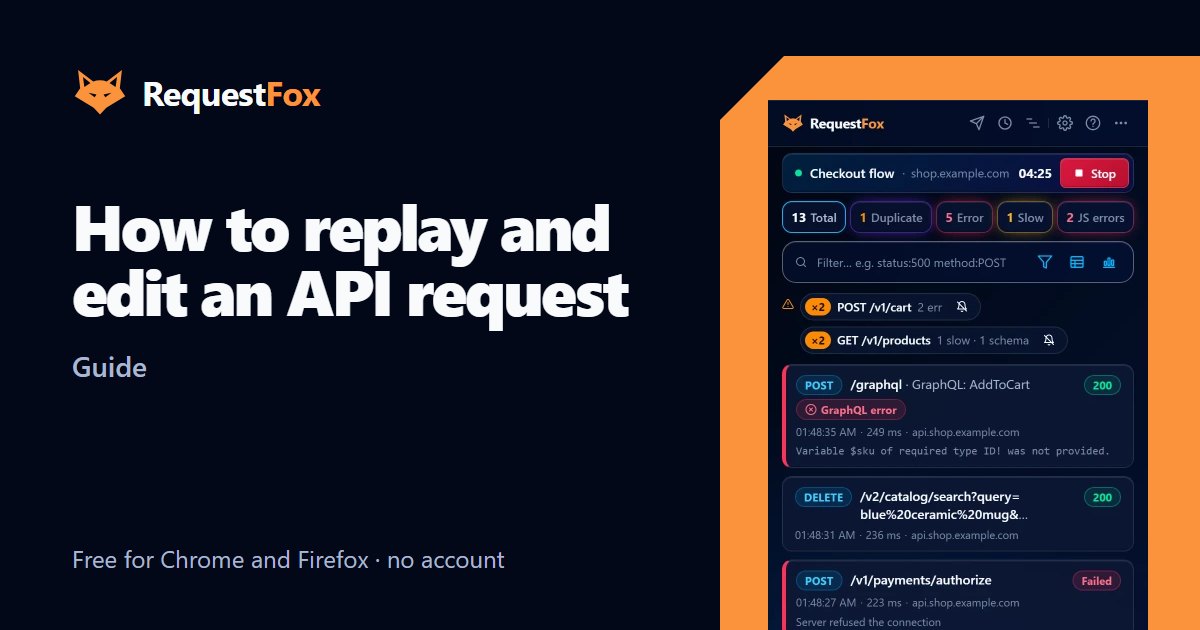 RequestFox
How to replay and
edit an API request
Guide
Free for Chrome and Firefox · no account
RequestFox
Checkout flow · shop.example.com 04:25 Stop
13 Total 1 Duplicate 5 Error 1 Slow 2 JS errors
Filter... e.g. status:500 method:POST
×2 POST /v1/cart 2 err
×2 GET /v1/products 1 slow · 1 schema
POST /graphql · GraphQL: AddToCart 200
GraphQL error
01:48:35 AM · 249 ms · api.shop.example.com
Variable $sku of required type ID! was not provided.
DELETE /v2/catalog/search?query= 200
blue%20ceramic%20mug&...
01:48:31 AM · 236 ms · api.shop.example.com
POST /v1/payments/authorize Failed
01:48:27 AM · 223 ms · api.shop.example.com
Server refused the connection